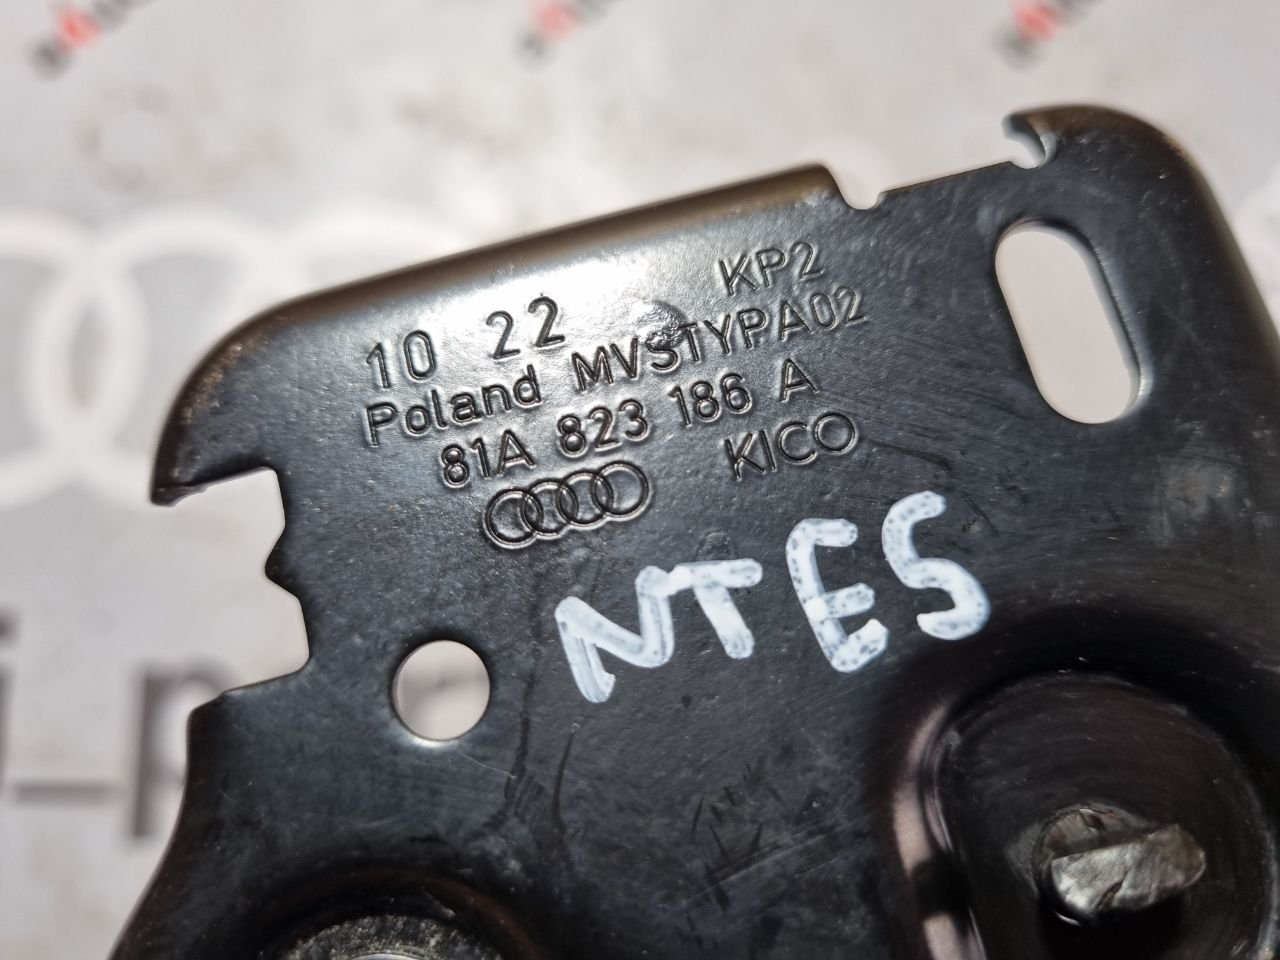 KP2
10 22
Poland MVSTYPA02
81A 823 186 A
KICO
NTES